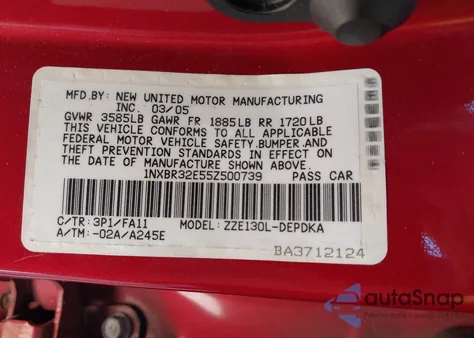 MFD.BY: NEW UNITED MOTOR MANUFACTURING
INC. 03/05
GVWR 3585LB GAWR FR 1885LB RR 1720LB
THIS VEHICLE CONFORMS TO ALL APPLICABLE
FEDERAL MOTOR VEHICLE SAFETY,BUMPER,AND
THEFT PREVENTION STANDARDS IN EFFECT ON
THE DATE OF MANUFACTURE SHOWN ABOVE.
1NXBR32E55Z500739 PASS CAR
C/TR: 3P1/FA11 MODEL: ZZE130L-DEPDKA
A/TM: -02A/A245E
BA3712124
autoSnap